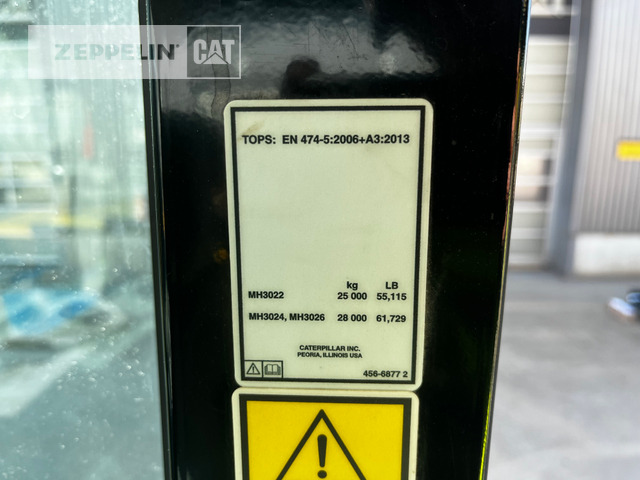 ZEPPELIN CAT
TOPS: EN 474-5:2006+A3:2013
kg LB
MH3022 25 000 55,115
MH3024, MH3026 28 000 61,729
CATERPILLAR INC.
PEORIA, ILLINOIS USA
456-6877 2